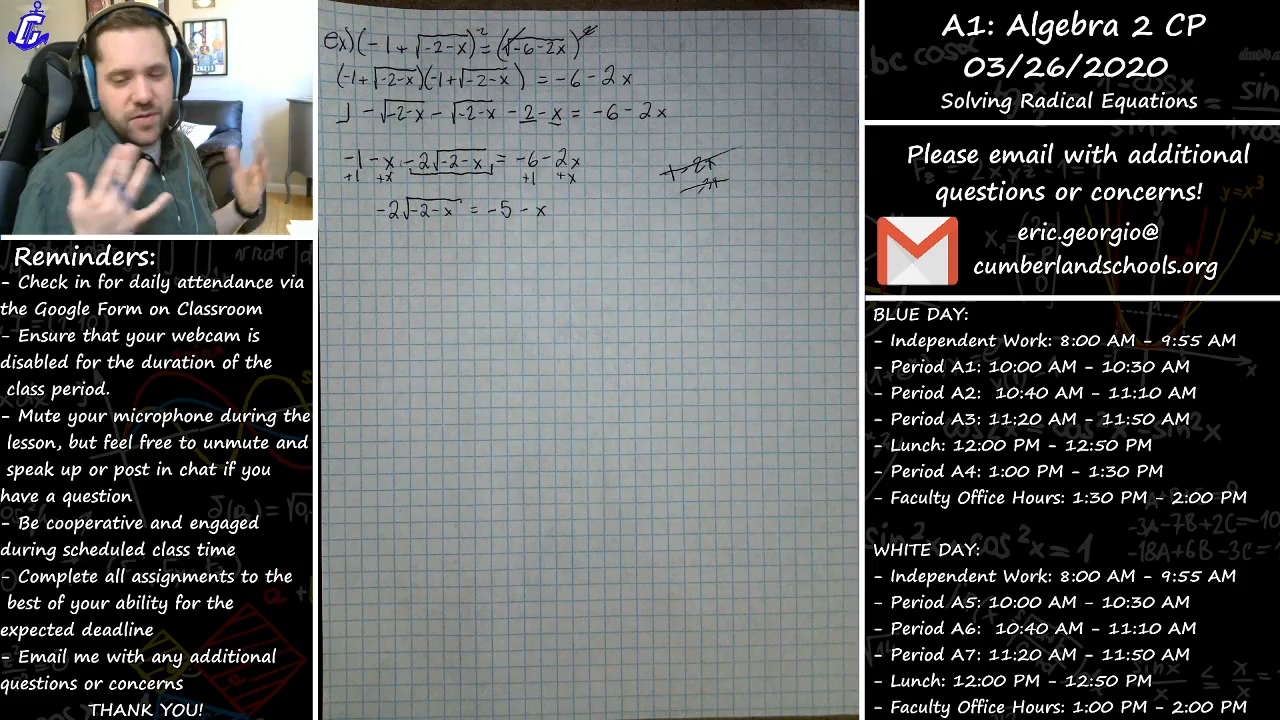 G
Reminders:
- Check in for daily attendance via
the Google Form on Classroom
- Ensure that your webcam is
disabled for the duration of the
class period.
- Mute your microphone during the
lesson, but feel free to unmute and
speak up or post in chat if you
have a question
- Be cooperative and engaged
during scheduled class time
- Complete all assignments to the
best of your ability for the
expected deadline
- Email me with any additional
questions or concerns
THANK YOU!
ex) (-1 + √(-2-x))² = (√(-6-2x))²
(-1 + √(-2-x))(-1 + √(-2-x)) = -6 - 2x
1 - √(-2-x) - √(-2-x) - 2 - x = -6 - 2x
-1 - x - 2√(-2-x) = -6 - 2x
+1 +x +1 +x
-2√(-2-x) = -5 - x
A1: Algebra 2 CP
03/26/2020
Solving Radical Equations
Please email with additional
questions or concerns!
eric.georgio@
cumberlandschools.org
BLUE DAY:
- Independent Work: 8:00 AM - 9:55 AM
- Period A1: 10:00 AM - 10:30 AM
- Period A2: 10:40 AM - 11:10 AM
- Period A3: 11:20 AM - 11:50 AM
- Lunch: 12:00 PM - 12:50 PM
- Period A4: 1:00 PM - 1:30 PM
- Faculty Office Hours: 1:30 PM - 2:00 PM
WHITE DAY:
- Independent Work: 8:00 AM - 9:55 AM
- Period A5: 10:00 AM - 10:30 AM
- Period A6: 10:40 AM - 11:10 AM
- Period A7: 11:20 AM - 11:50 AM
- Lunch: 12:00 PM - 12:50 PM
- Faculty Office Hours: 1:00 PM - 2:00 PM